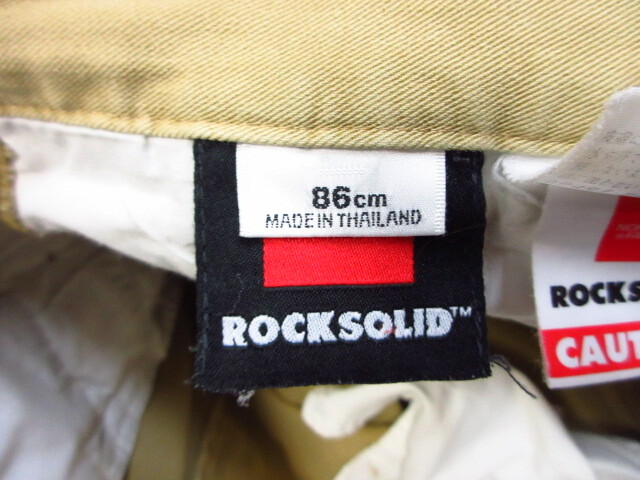 86cm
MADE IN THAILAND
ROCKSOLID™
ROCKS
CAUT